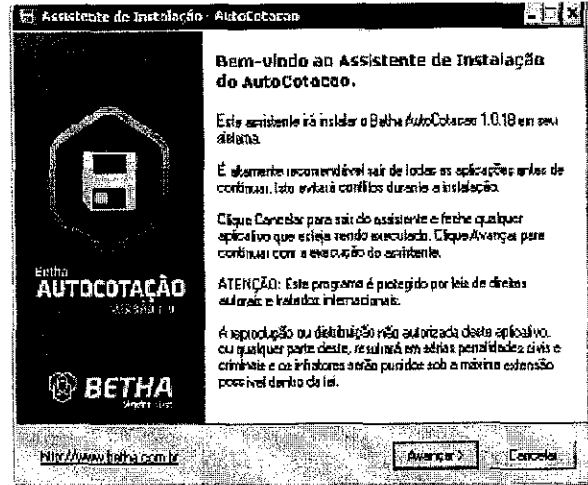 Assistente de Instalação - AutoCotacao
Bem-vindo ao Assistente de Instalação
do AutoCotacao.
Este assistente irá instalar o Betha AutoCotacao 1.0.18 em seu
sistema.
É altamente recomendável sair de todas as aplicações antes de
continuar. Isto evitará conflitos durante a instalação.
Clique Cancelar para sair do assistente e feche qualquer
aplicativo que esteja sendo executado. Clique Avançar para
continuar com a execução do assistente.
ATENÇÃO: Este programa é protegido por leis de direitos
autorais e tratados internacionais.
A reprodução ou distribuição não autorizada deste aplicativo,
ou qualquer parte deste, resultará em sérias penalidades civis e
criminais e os infratores serão punidos sob a máxima extensão
possível dentro da lei.
Betha
AUTOCOTAÇÃO
BETHA
http://www.betha.com.br
Avançar >
Cancelar